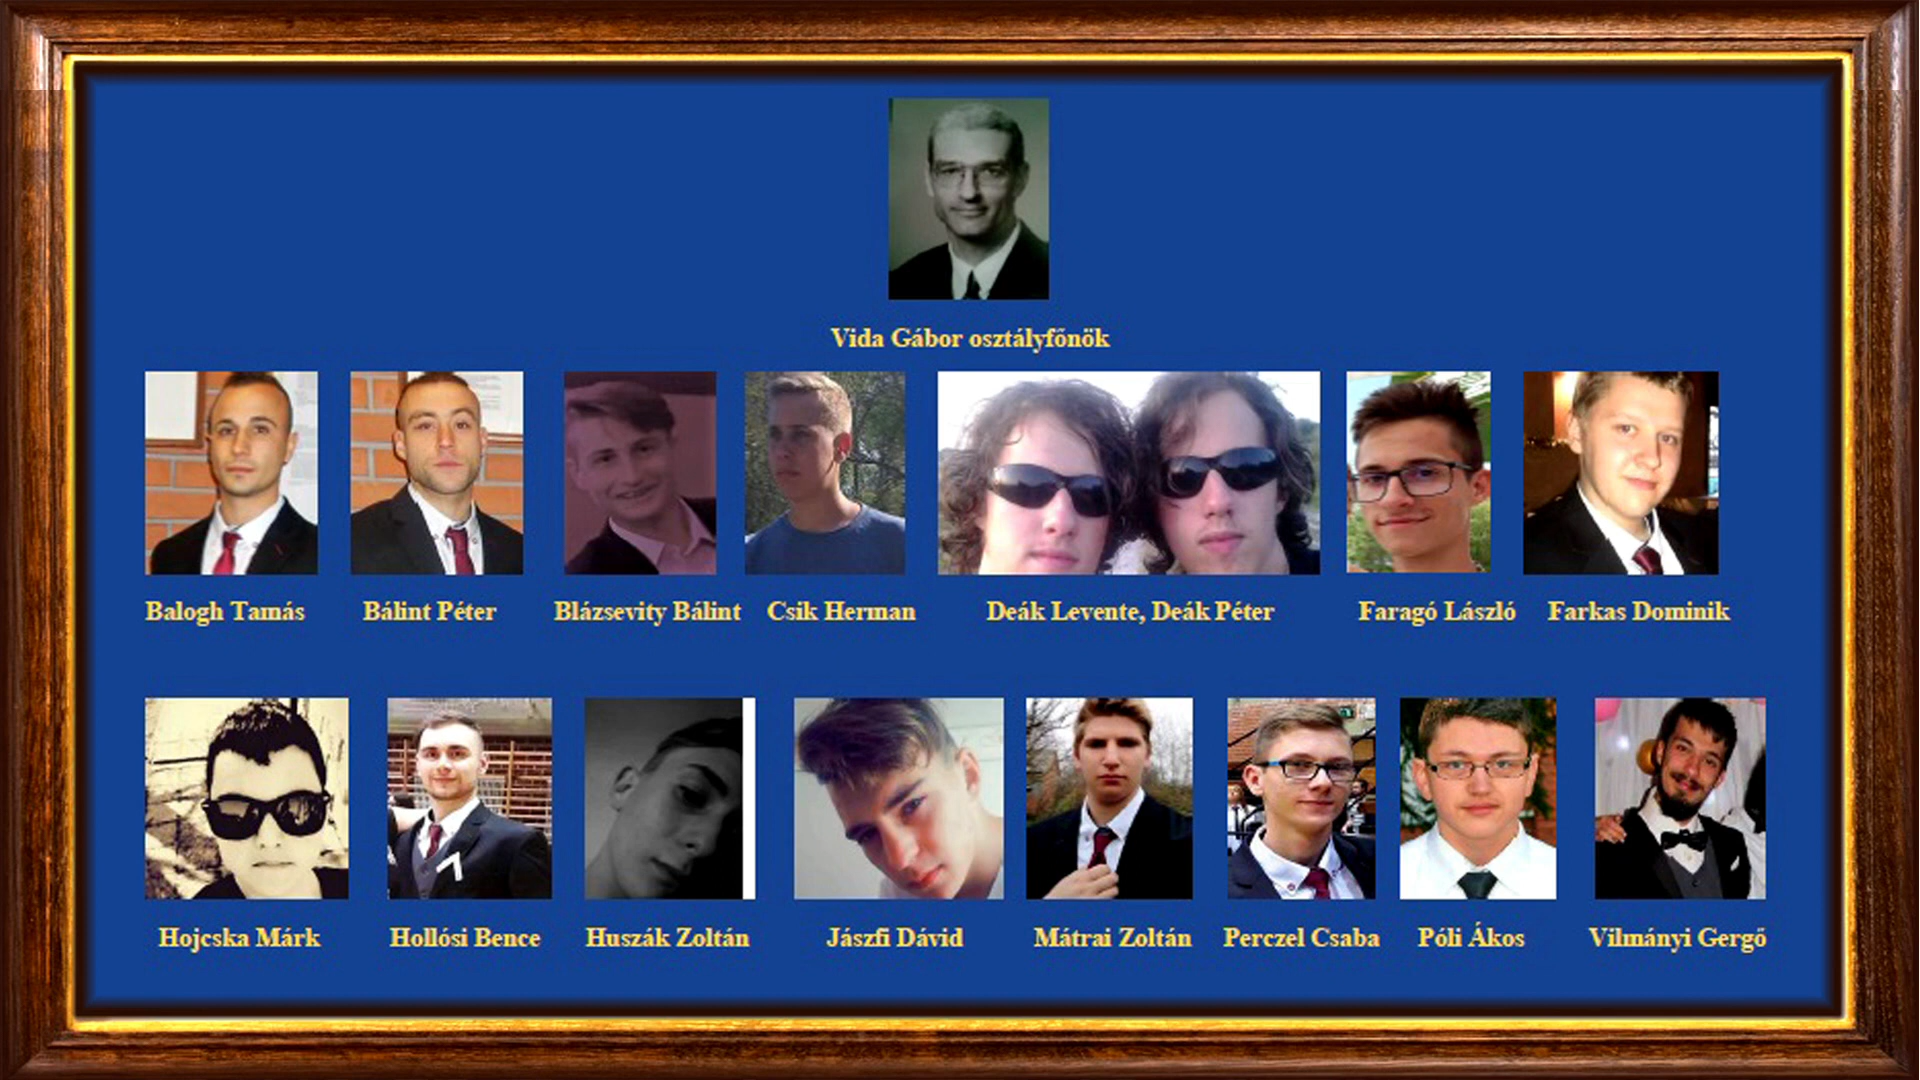 Vida Gábor osztályfőnök
Balogh Tamás Bálint Péter Blázsevity Bálint Csik Herman Deák Levente, Deák Péter Faragó László Farkas Dominik
Hojcska Márk Hollósi Bence Huszák Zoltán Jászfi Dávid Mátrai Zoltán Perczel Csaba Póli Ákos Vilmányi Gergő